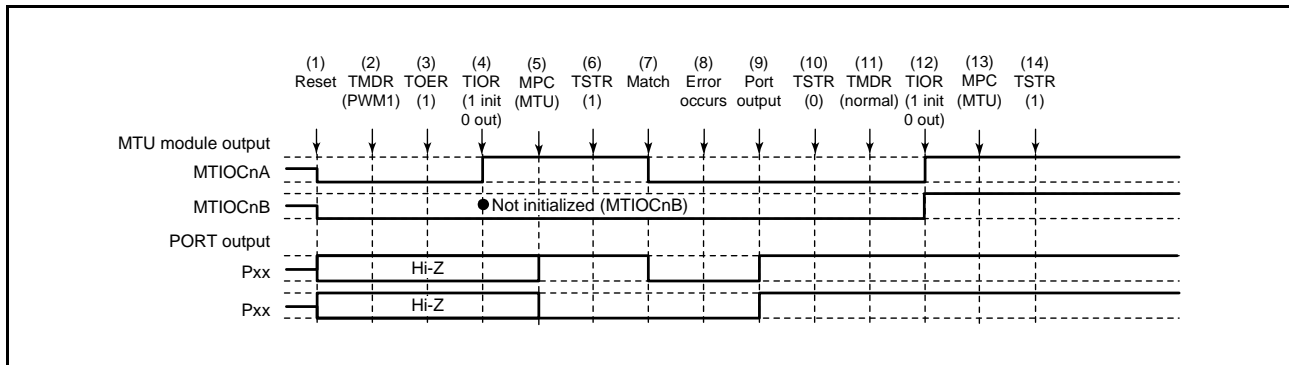 (1) (2) (3) (4) (5) (6) (7) (8) (9) (10) (11) (12) (13) (14)
Reset TMDR TOER TIOR MPC TSTR Match Error Port TSTR TMDR TIOR MPC TSTR
(PWM1) (1) (1 init (MTU) (1) occurs output (0) (normal) (1 init (MTU) (1)
0 out) 0 out)
MTU module output
MTIOCnA
MTIOCnB Not initialized (MTIOCnB)
PORT output
Pxx Hi-Z
Pxx Hi-Z